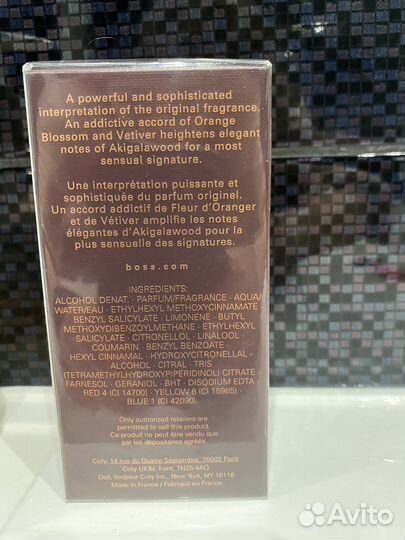 A powerful and sophisticated
interpretation of the original fragrance.
An addictive accord of Orange
Blossom and Vetiver heightens elegant
notes of Akigalawood for a most
sensual signature.
Une interprétation puissante et
sophistiquée du parfum originel.
Un accord addictif de Fleur d'Oranger
et de Vétiver amplifie les notes
élégantes d'Akigalawood pour la
plus sensuelle des signatures.
boss.com
INGREDIENTS:
ALCOHOL DENAT. · PARFUM/FRAGRANCE · AQUA/
WATER/EAU · ETHYLHEXYL METHOXYCINNAMATE ·
BENZYL SALICYLATE · LIMONENE · BUTYL
METHOXYDIBENZOYLMETHANE · ETHYLHEXYL
SALICYLATE · CITRONELLOL · LINALOOL ·
COUMARIN · BENZYL BENZOATE ·
HEXYL CINNAMAL · HYDROXYCITRONELLAL ·
ALCOHOL · CITRAL · TRIS
(TETRAMETHYLHYDROXYPIPERIDINOL) CITRATE ·
FARNESOL · GERANIOL · BHT · DISODIUM EDTA ·
RED 4 (CI 14700) · YELLOW 6 (CI 15985) ·
BLUE 1 (CI 42090).
Only authorized retailers are
permitted to sell this product.
Ce produit ne peut être vendu que
par les dépositaires agréés.
Coty, 14 rue du Quatre Septembre, 75002 Paris
Coty UK&I, Kent, TN25 4AQ
Dist. for/pour Coty Inc., New York, NY 10118
Made in France / Fabriqué en France
Avito